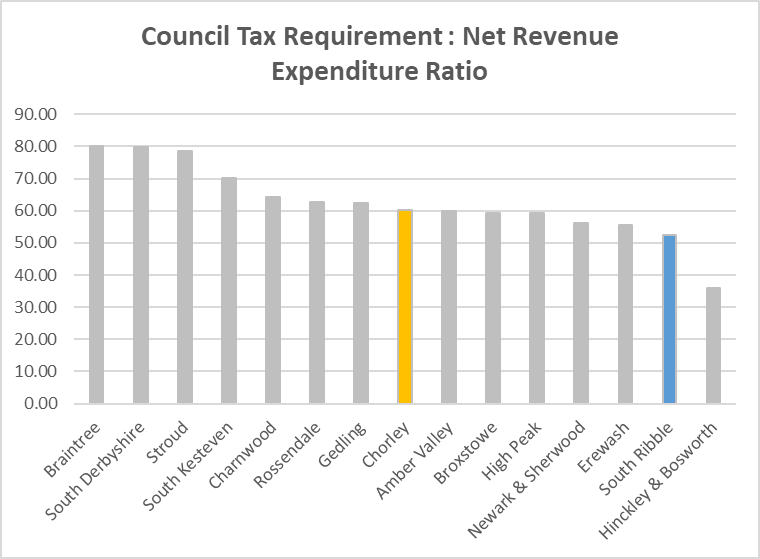 Council Tax Requirement : Net Revenue
Expenditure Ratio
90.00
80.00
70.00
60.00
50.00
40.00
30.00
20.00
10.00
0.00
Braintree
South Derbyshire
Stroud
South Kesteven
Charnwood
Rossendale
Gedling
Chorley
Amber Valley
Broxstowe
High Peak
Newark & Sherwood
Erewash
South Ribble
Hinckley & Bosworth